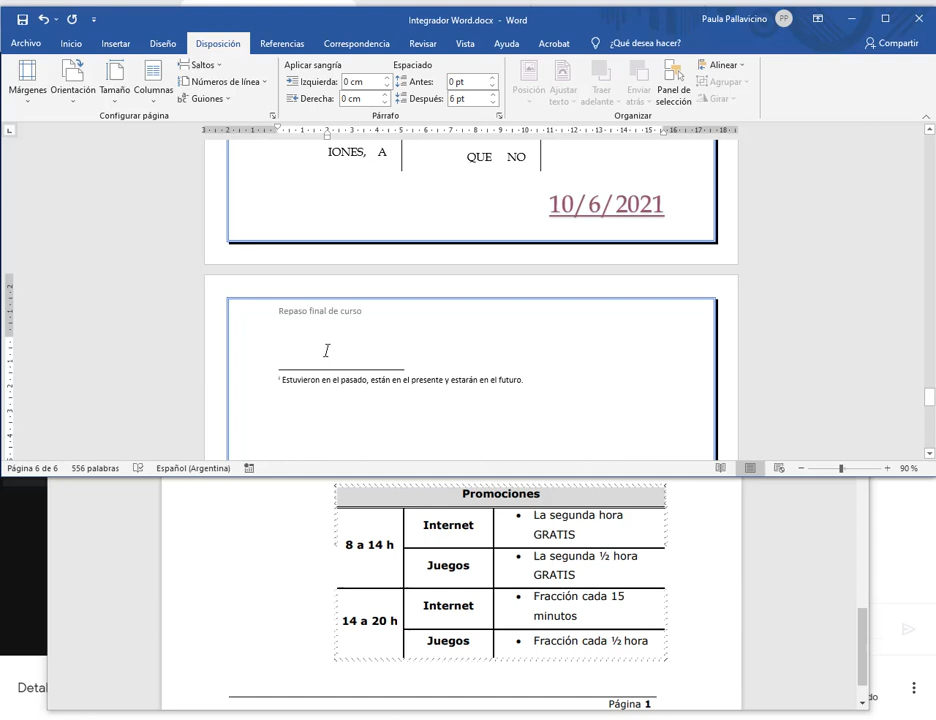 Integrador Word.docx - Word
Paula Pallavicino PP
Archivo Inicio Insertar Diseño Disposición Referencias Correspondencia Revisar Vista Ayuda Acrobat ¿Qué desea hacer? Compartir
Márgenes Orientación Tamaño Columnas
Saltos
Números de línea
Guiones
Configurar página
Aplicar sangría Espaciado
Izquierda: 0 cm Antes: 0 pt
Derecha: 0 cm Después: 6 pt
Párrafo
Posición Ajustar texto Traer adelante Enviar atrás Panel de selección
Alinear
Agrupar
Girar
Organizar
IONES, A QUE NO
10/6/2021
Repaso final de curso
i Estuvieron en el pasado, están en el presente y estarán en el futuro.
Página 6 de 6 556 palabras Español (Argentina) 90 %
Promociones
8 a 14 h
Internet
• La segunda hora
GRATIS
Juegos
• La segunda ½ hora
GRATIS
14 a 20 h
Internet
• Fracción cada 15
minutos
Juegos
• Fracción cada ½ hora
Página 1
Detal
do